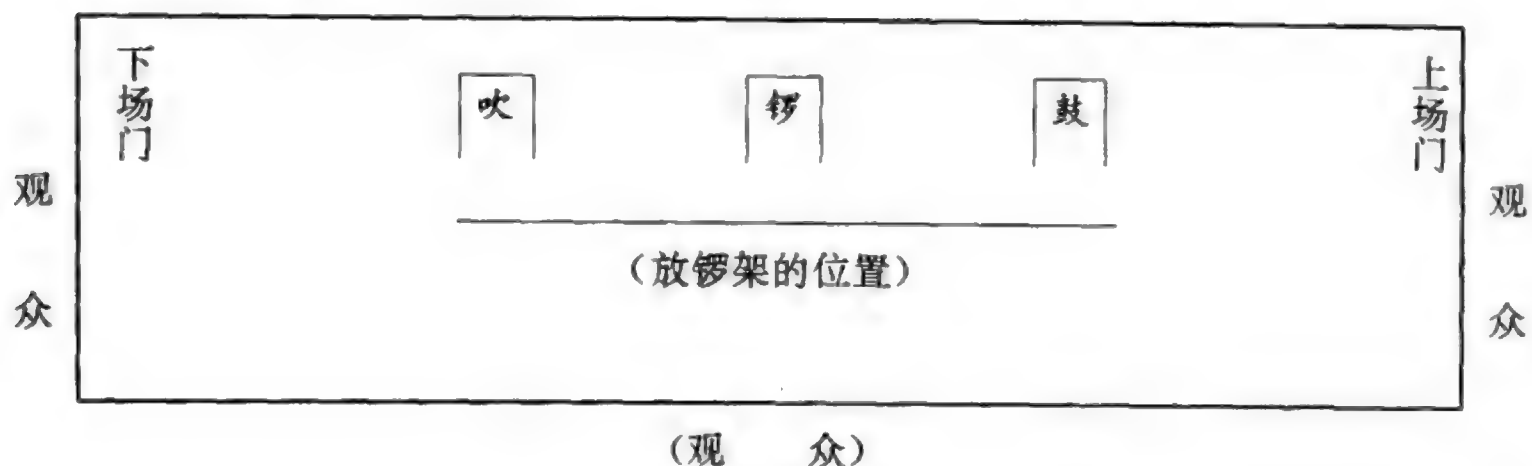 下场门
吹
锣
鼓
上场门
观众
观众
（放锣架的位置）
（观　众）